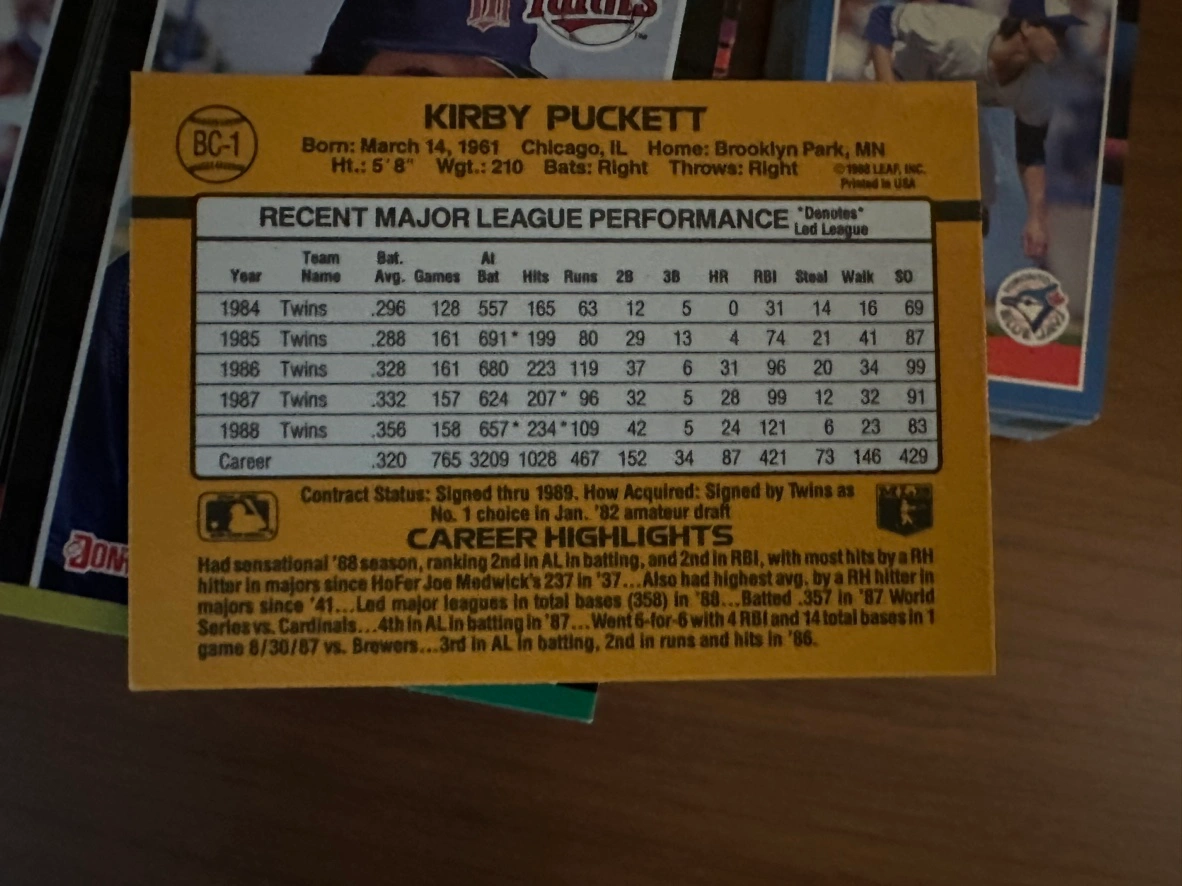 Twins
KIRBY PUCKETT
BC-1
Born: March 14, 1961 Chicago, IL Home: Brooklyn Park, MN
Ht.: 5'8" Wgt.: 210 Bats: Right Throws: Right
©1988 LEAF, INC.
Printed in USA
RECENT MAJOR LEAGUE PERFORMANCE *Denotes*
Led League
Year Team Name Bat. Avg. Games At Bat Hits Runs 2B 3B HR RBI Steal Walk SO
1984 Twins .296 128 557 165 63 12 5 0 31 14 16 69
1985 Twins .288 161 691* 199 80 29 13 4 74 21 41 87
1986 Twins .328 161 680 223 119 37 6 31 96 20 34 99
1987 Twins .332 157 624 207* 96 32 5 28 99 12 32 91
1988 Twins .356 158 657* 234* 109 42 5 24 121 6 23 83
Career .320 765 3209 1028 467 152 34 87 421 73 146 429
Contract Status: Signed thru 1989. How Acquired: Signed by Twins as
No. 1 choice in Jan. '82 amateur draft
CAREER HIGHLIGHTS
Had sensational '88 season, ranking 2nd in AL in batting, and 2nd in RBI, with most hits by a RH
hitter in majors since HoFer Joe Medwick's 237 in '37...Also had highest avg. by a RH hitter in
majors since '41...Led major leagues in total bases (358) in '88...Batted .357 in '87 World
Series vs. Cardinals...4th in AL in batting in '87...Went 6-for-6 with 4 RBI and 14 total bases in 1
game 8/30/87 vs. Brewers...3rd in AL in batting, 2nd in runs and hits in '86.
DON